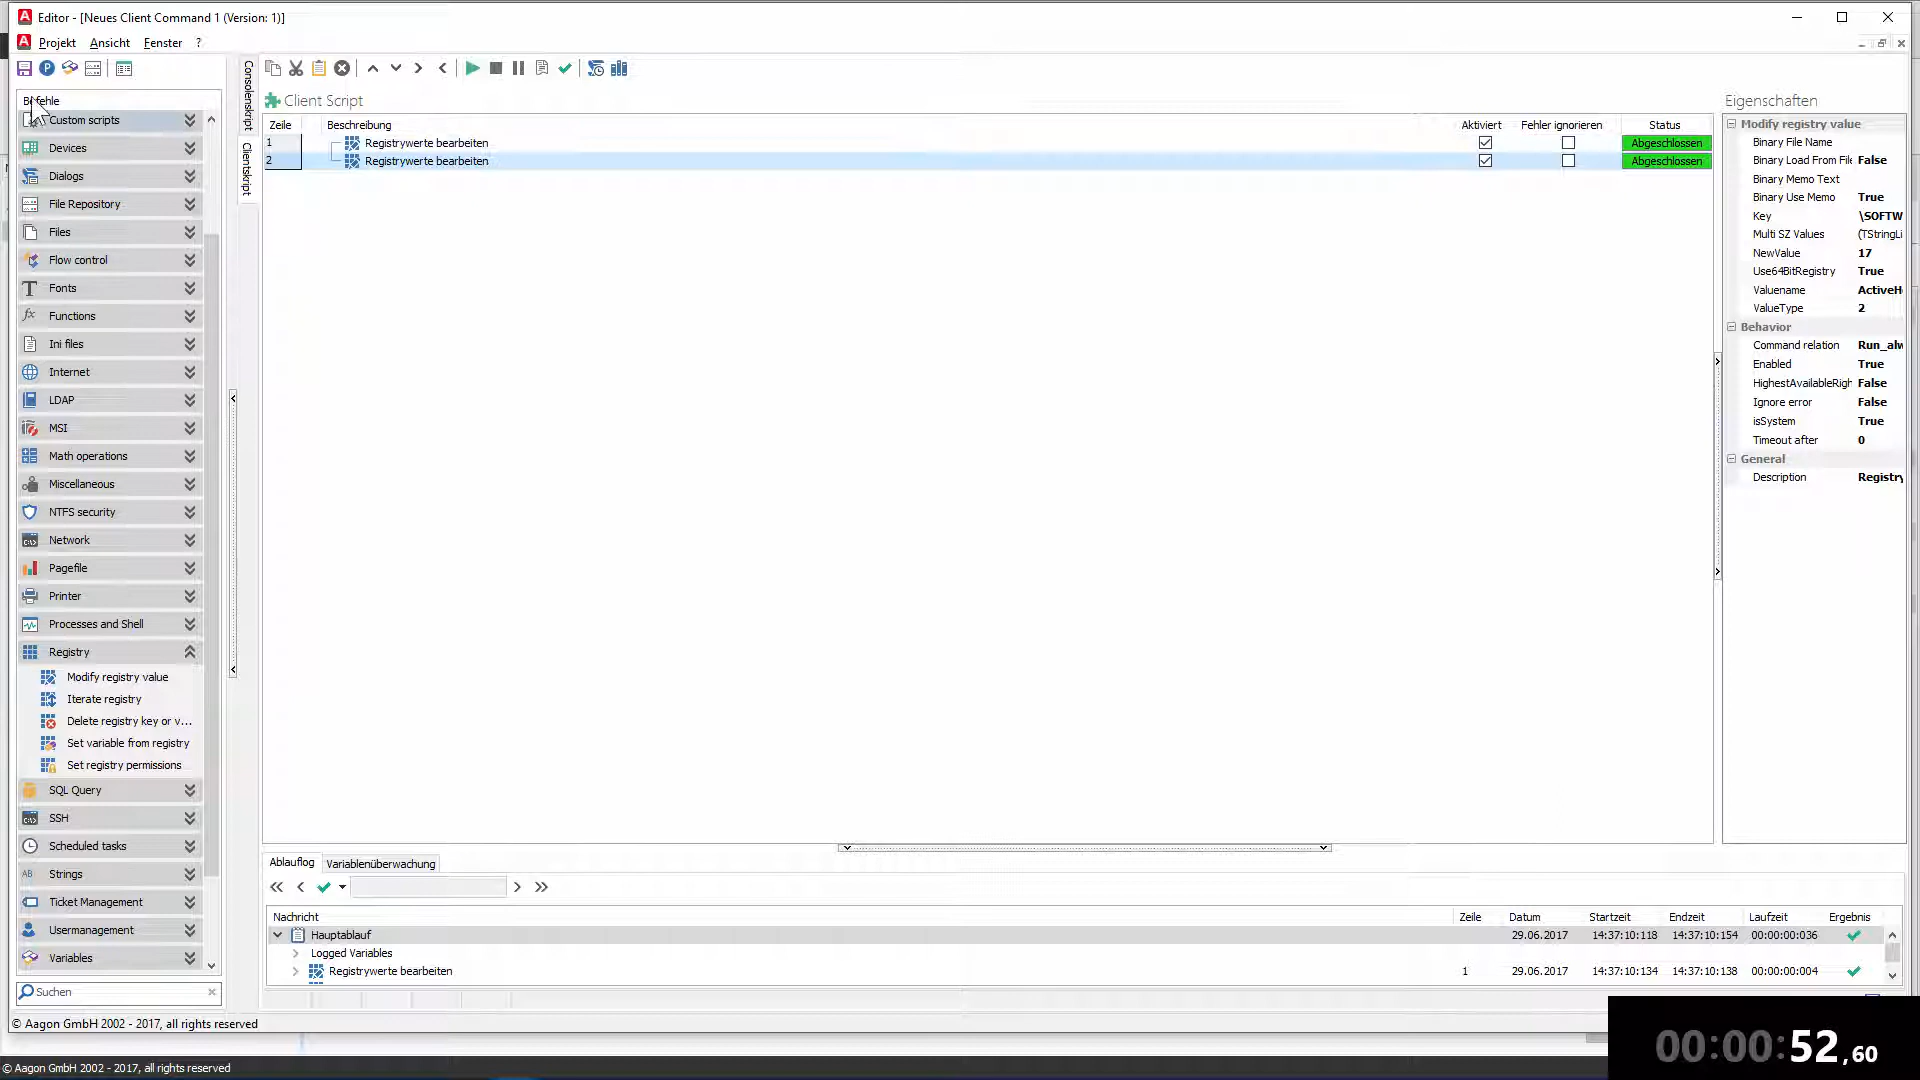 Editor - [Neues Client Command 1 (Version: 1)]
Projekt Ansicht Fenster ?
Befehle
Custom scripts
Devices
Dialogs
File Repository
Files
Flow control
Fonts
Functions
Ini files
Internet
LDAP
MSI
Math operations
Miscellaneous
NTFS security
Network
Pagefile
Printer
Processes and Shell
Registry
Modify registry value
Iterate registry
Delete registry key or v...
Set variable from registry
Set registry permissions
SQL Query
SSH
Scheduled tasks
Strings
Ticket Management
Usermanagement
Variables
Suchen
Consolenskript
Clientskript
Client Script
Zeile Beschreibung Aktiviert Fehler ignorieren Status
1 Registrywerte bearbeiten Abgeschlossen
2 Registrywerte bearbeiten Abgeschlossen
Eigenschaften
Modify registry value
Binary File Name
Binary Load From File False
Binary Memo Text
Binary Use Memo True
Key \SOFTW
Multi SZ Values (TStringLi
NewValue 17
Use64BitRegistry True
Valuename ActiveH
ValueType 2
Behavior
Command relation Run_alw
Enabled True
HighestAvailableRigh False
Ignore error False
isSystem True
Timeout after 0
General
Description Registry
Ablauflog Variablenüberwachung
Nachricht Zeile Datum Startzeit Endzeit Laufzeit Ergebnis
Hauptablauf 29.06.2017 14:37:10:118 14:37:10:154 00:00:00:036
Logged Variables
Registrywerte bearbeiten 1 29.06.2017 14:37:10:134 14:37:10:138 00:00:00:004
© Aagon GmbH 2002 - 2017, all rights reserved
© Aagon GmbH 2002 - 2017, all rights reserved
00:00:52,60